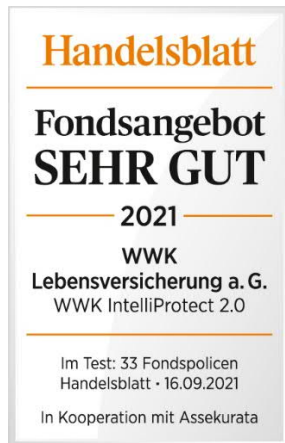 Handelsblatt
Fondsangebot
SEHR GUT
2021
WWK
Lebensversicherung a. G.
WWK IntelliProtect 2.0
Im Test: 33 Fondspolicen
Handelsblatt • 16.09.2021
In Kooperation mit Assekurata